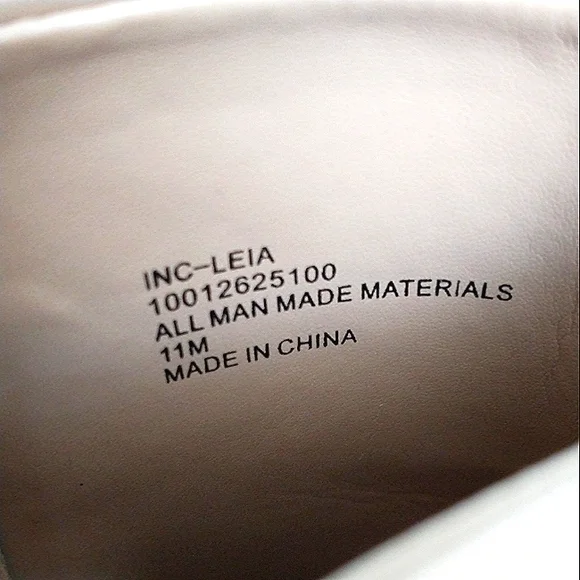 INC-LEIA
10012625100
ALL MAN MADE MATERIALS
11M
MADE IN CHINA